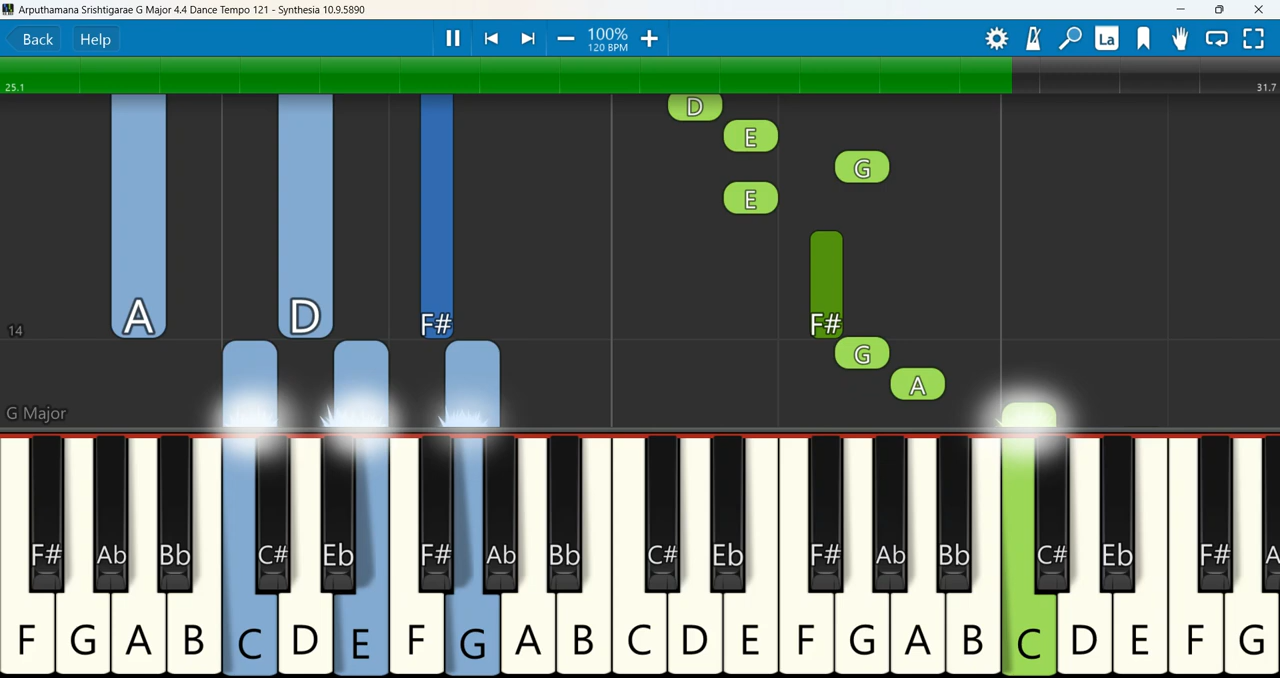 Arputhamana Srishtigarae G Major 4.4 Dance Tempo 121 - Synthesia 10.9.5890
Back Help 100% La
120 BPM
25.1 31.7
D
E
G
E
A D F# F#
14
G
A
G Major
F# Ab Bb C# Eb F# Ab Bb C# Eb F# Ab Bb C# Eb F# A
F G A B C D E F G A B C D E F G A B C D E F G